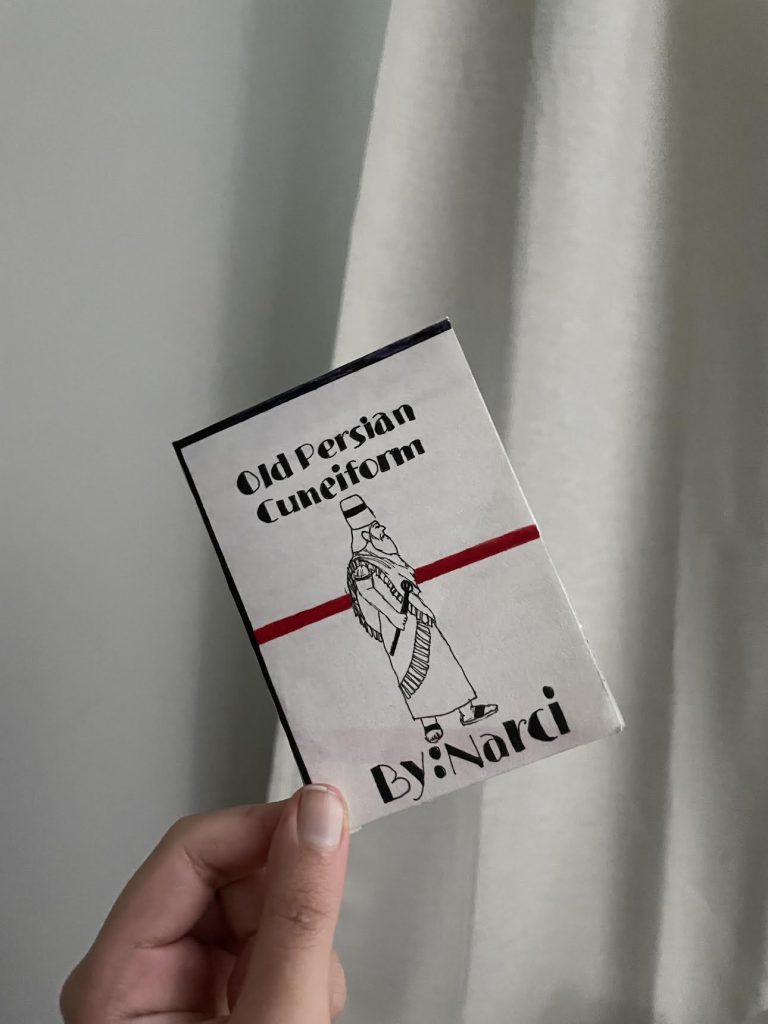 Old Persian
Cuneiform
By:Narci